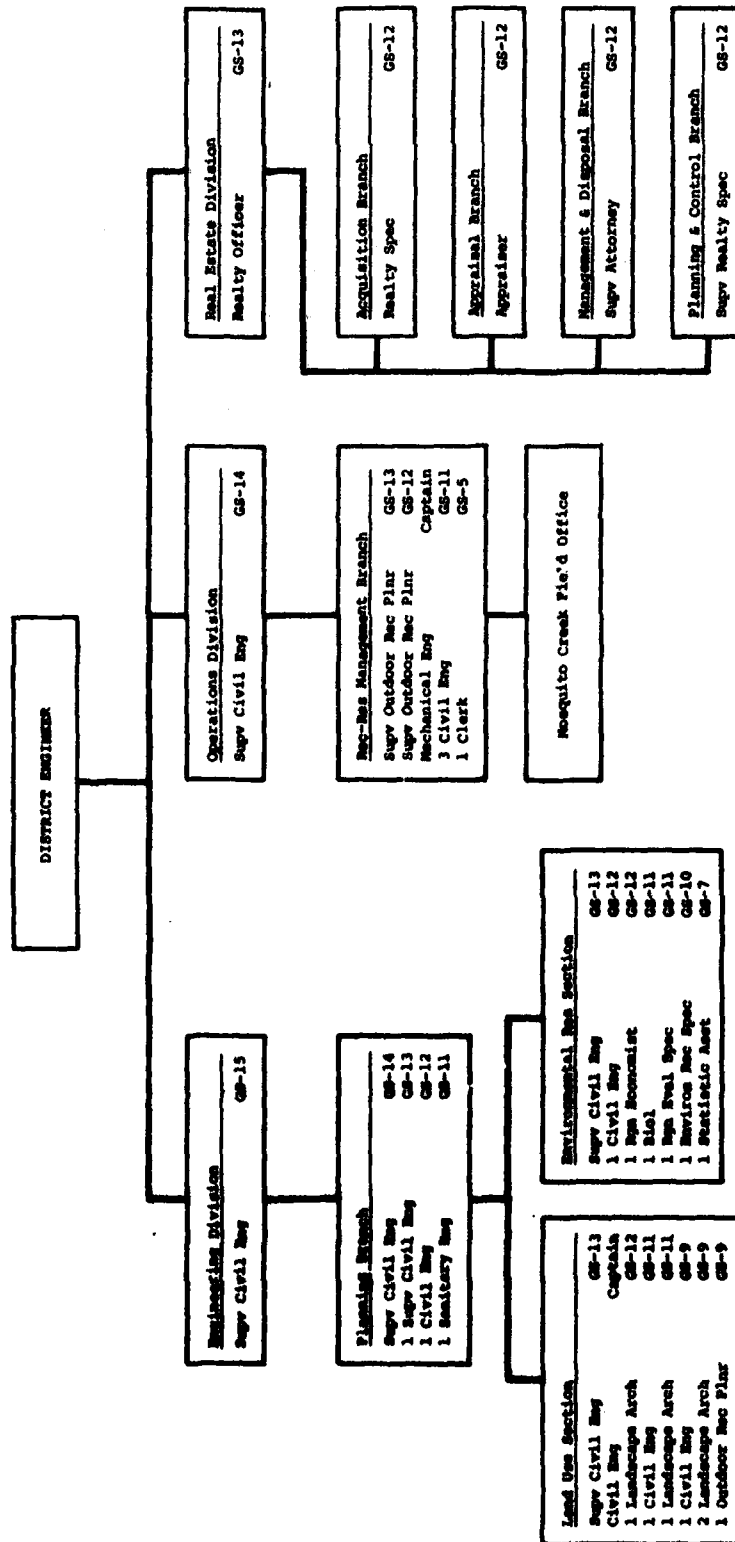 DISTRICT ENGINEER
Engineering Division
Supv Civil Eng GS-15
Planning Branch
Supv Civil Eng GS-14
1 Supv Civil Eng GS-13
1 Civil Eng GS-12
1 Sanitary Eng GS-11
Land Use Section
Supv Civil Eng GS-13
Civil Eng Captain
1 Landscape Arch GS-12
1 Civil Eng GS-11
1 Landscape Arch GS-11
1 Civil Eng GS-9
2 Landscape Arch GS-9
1 Outdoor Rec Plnr GS-9
Environmental Res Section
Supv Civil Eng GS-13
1 Civil Eng GS-12
1 Rgn Economist GS-12
1 Biol GS-11
1 Rgn Eval Spec GS-11
1 Environ Rec Spec GS-10
1 Statistic Asst GS-7
Operations Division
Supv Civil Eng GS-14
Rec-Res Management Branch
Supv Outdoor Rec Plnr GS-13
Supv Outdoor Rec Plnr GS-12
Mechanical Eng Captain
3 Civil Eng GS-11
1 Clerk GS-5
Mosquito Creek Fie'd Office
Real Estate Division
Realty Officer GS-13
Acquisition Branch
Realty Spec GS-12
Appraisal Branch
Appraiser GS-12
Management & Disposal Branch
Supv Attorney GS-12
Planning & Control Branch
Supv Realty Spec GS-12